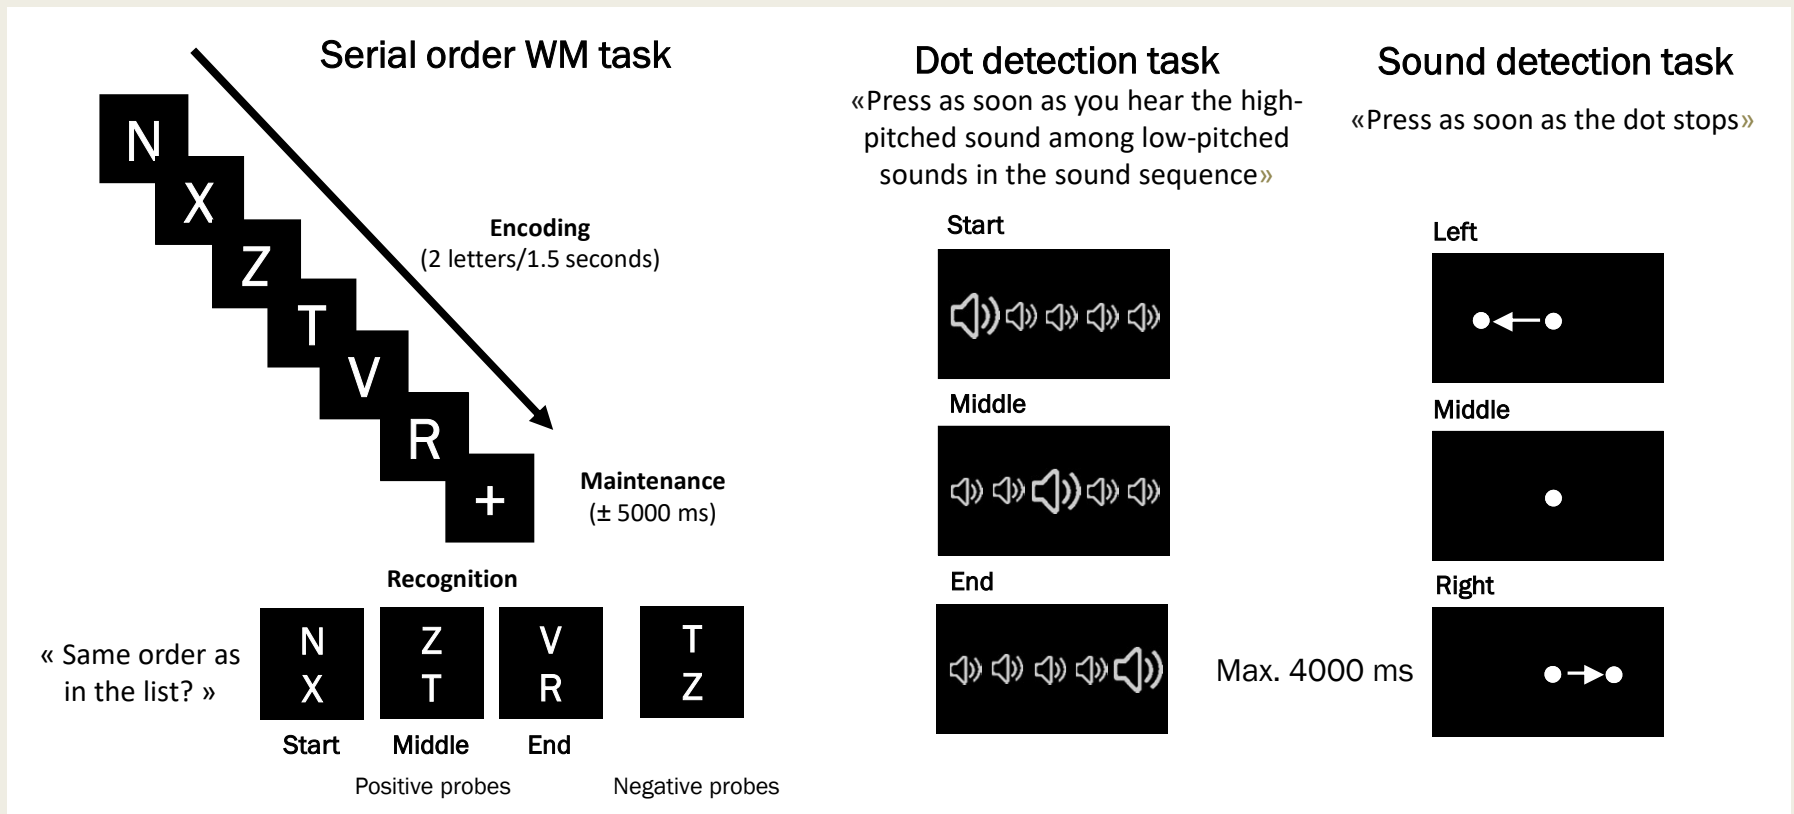 Serial order WM task
N
X
Z
T
V
R
+
Encoding
(2 letters/1.5 seconds)
Maintenance
(± 5000 ms)
Recognition
« Same order as
in the list? »
N
X
Z
T
V
R
T
Z
Start
Middle
End
Positive probes
Negative probes
Dot detection task
«Press as soon as you hear the high-
pitched sound among low-pitched
sounds in the sound sequence»
Start
Middle
End
Max. 4000 ms
Sound detection task
«Press as soon as the dot stops»
Left
Middle
Right